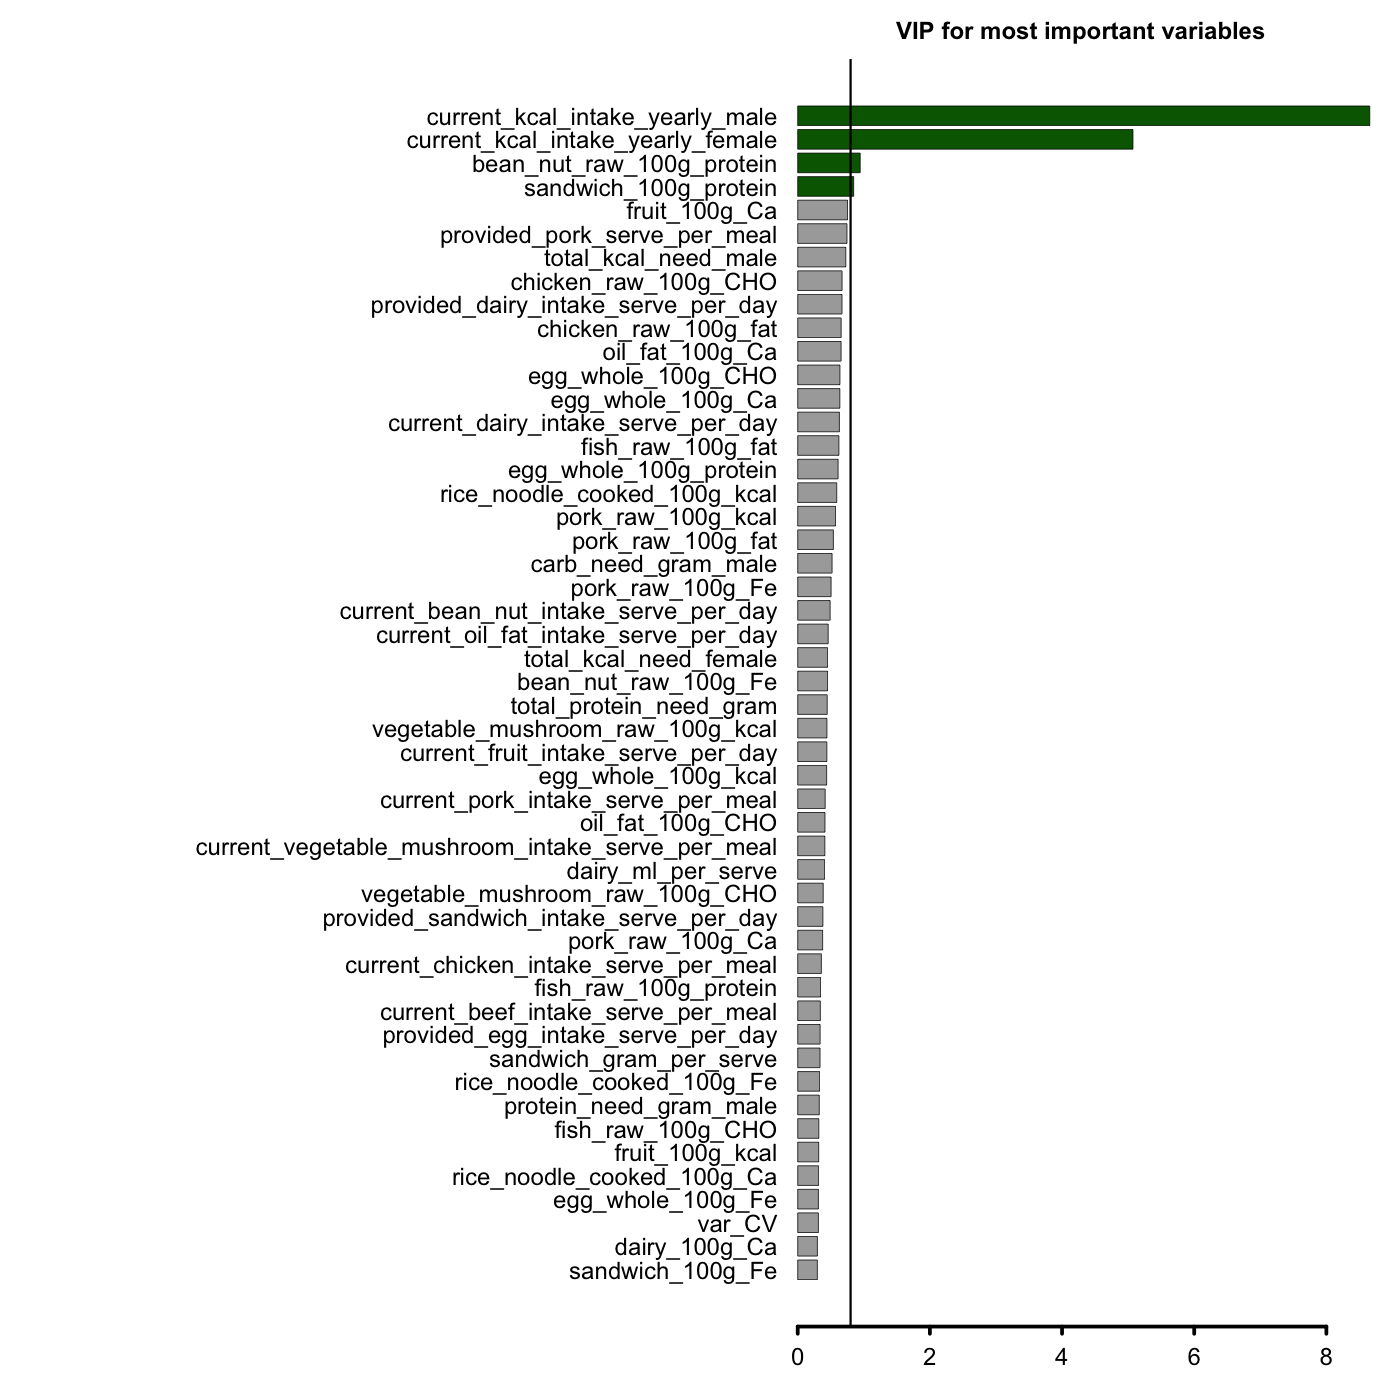 VIP for most important variables
current_kcal_intake_yearly_male
current_kcal_intake_yearly_female
bean_nut_raw_100g_protein
sandwich_100g_protein
fruit_100g_Ca
provided_pork_serve_per_meal
total_kcal_need_male
chicken_raw_100g_CHO
provided_dairy_intake_serve_per_day
chicken_raw_100g_fat
oil_fat_100g_Ca
egg_whole_100g_CHO
egg_whole_100g_Ca
current_dairy_intake_serve_per_day
fish_raw_100g_fat
egg_whole_100g_protein
rice_noodle_cooked_100g_kcal
pork_raw_100g_kcal
pork_raw_100g_fat
carb_need_gram_male
pork_raw_100g_Fe
current_bean_nut_intake_serve_per_day
current_oil_fat_intake_serve_per_day
total_kcal_need_female
bean_nut_raw_100g_Fe
total_protein_need_gram
vegetable_mushroom_raw_100g_kcal
current_fruit_intake_serve_per_day
egg_whole_100g_kcal
current_pork_intake_serve_per_meal
oil_fat_100g_CHO
current_vegetable_mushroom_intake_serve_per_meal
dairy_ml_per_serve
vegetable_mushroom_raw_100g_CHO
provided_sandwich_intake_serve_per_day
pork_raw_100g_Ca
current_chicken_intake_serve_per_meal
fish_raw_100g_protein
current_beef_intake_serve_per_meal
provided_egg_intake_serve_per_day
sandwich_gram_per_serve
rice_noodle_cooked_100g_Fe
protein_need_gram_male
fish_raw_100g_CHO
fruit_100g_kcal
rice_noodle_cooked_100g_Ca
egg_whole_100g_Fe
var_CV
dairy_100g_Ca
sandwich_100g_Fe
0 2 4 6 8